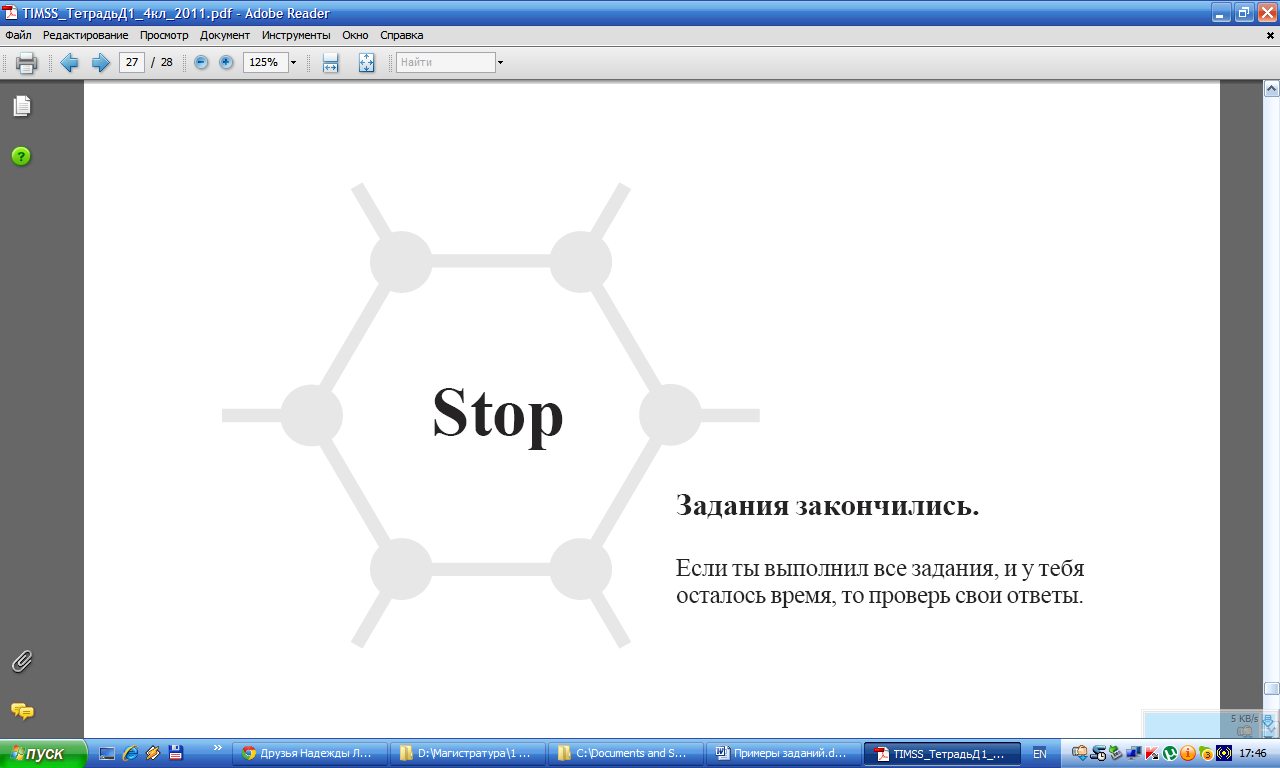 TIMSS_ТетрадьД1_4кл_2011.pdf - Adobe Reader
Файл Редактирование Просмотр Документ Инструменты Окно Справка
27 / 28 125% Найти
Stop
Задания закончились.
Если ты выполнил все задания, и у тебя
осталось время, то проверь свои ответы.
5 KB/s
пуск » Друзья Надежды Л... D:\Магистратура\1 ... C:\Documents and S... Примеры заданий.d... TIMSS_ТетрадьД1_... EN 17:46